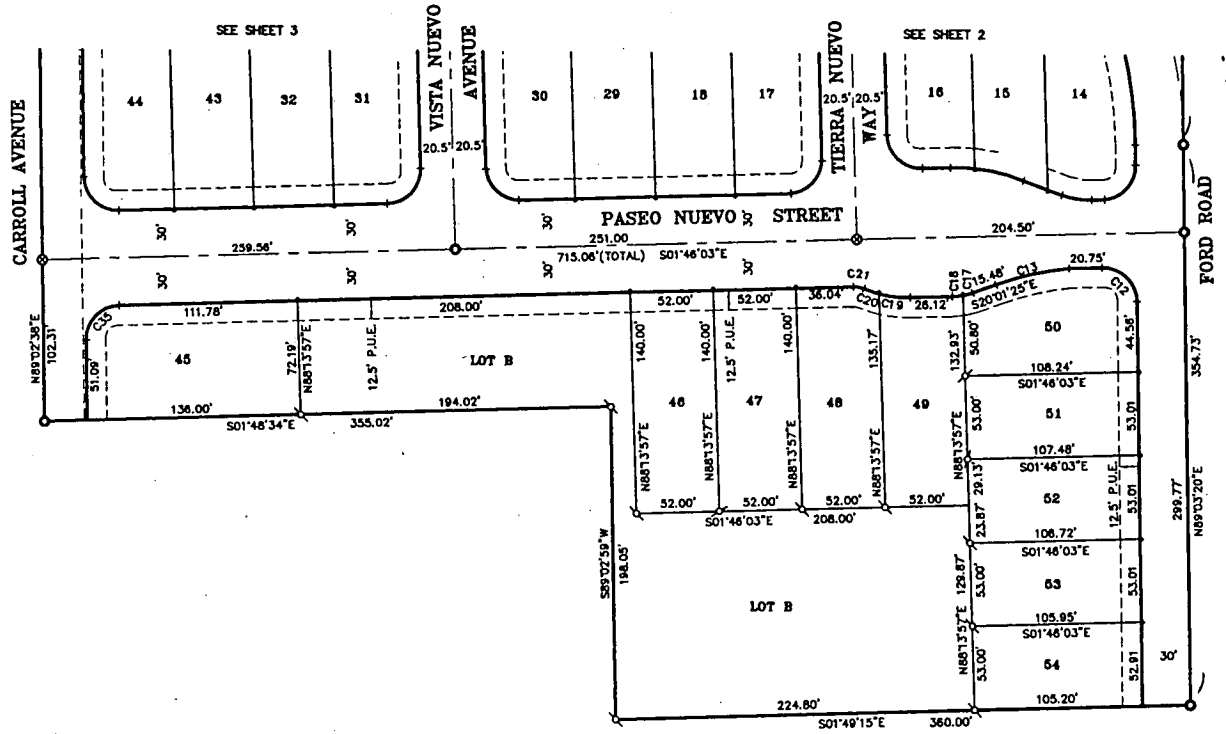 SEE SHEET 3
SEE SHEET 2
CARROLL AVENUE
VISTA NUEVO
AVENUE
TIERRA NUEVO
WAY
FORD ROAD
44
43
32
31
30
29
18
17
16
15
14
20.5'
20.5'
20.5'
20.5'
PASEO NUEVO STREET
30'
30'
30'
30'
259.56'
251.00
204.50'
715.06'(TOTAL) S01°46'03"E
30'
30'
30'
30'
N89°02'38"E
102.31'
C35
111.78'
208.00'
52.00'
52.00'
36.04'
C21
C20
C19
26.12'
C18
C17
15.48'
C13
S20°01'25"E
20.75'
C12
51.09'
45
72.19'
N88°13'57"E
12.5' P.U.E.
LOT B
140.00'
140.00'
12.5' P.U.E.
140.00'
135.17'
132.93'
50.80'
50
44.56'
354.73'
108.24'
S01°46'03"E
136.00'
194.02'
S01°48'34"E
355.02'
46
47
48
49
53.00'
51
53.01
N88°13'57"E
N88°13'57"E
N88°13'57"E
N88°13'57"E
107.48'
S01°46'03"E
52.00'
52.00'
52.00'
52.00'
S01°46'03"E
208.00'
29.13'
23.87'
52
12.5' P.U.E.
53.01
299.77'
N89°03'20"E
106.72'
S01°46'03"E
S89°02'59"W
198.05'
LOT B
129.87'
N88°13'57"E
53.00'
53
53.01
105.95'
S01°46'03"E
53.00'
54
52.91
30'
224.80'
105.20'
S01°49'15"E
360.00'